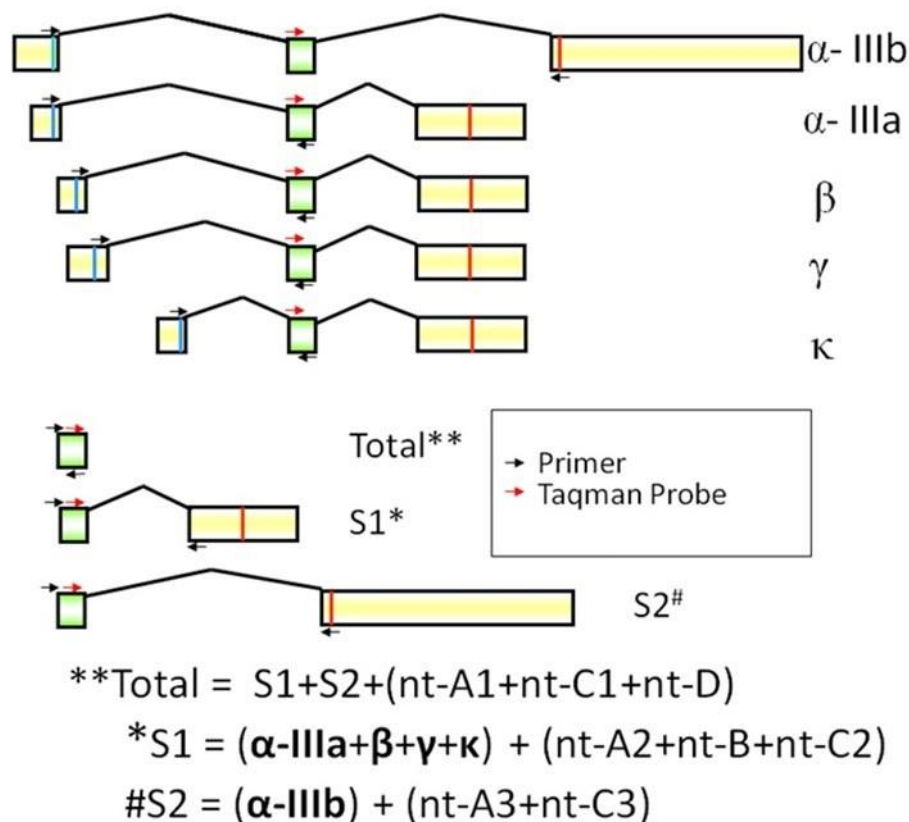 α- IIIb
α- IIIa
β
γ
κ
Total**
S1*
S2#
Primer
Taqman Probe
**Total = S1+S2+(nt-A1+nt-C1+nt-D)
*S1 = (α-IIIa+β+γ+κ) + (nt-A2+nt-B+nt-C2)
#S2 = (α-IIIb) + (nt-A3+nt-C3)